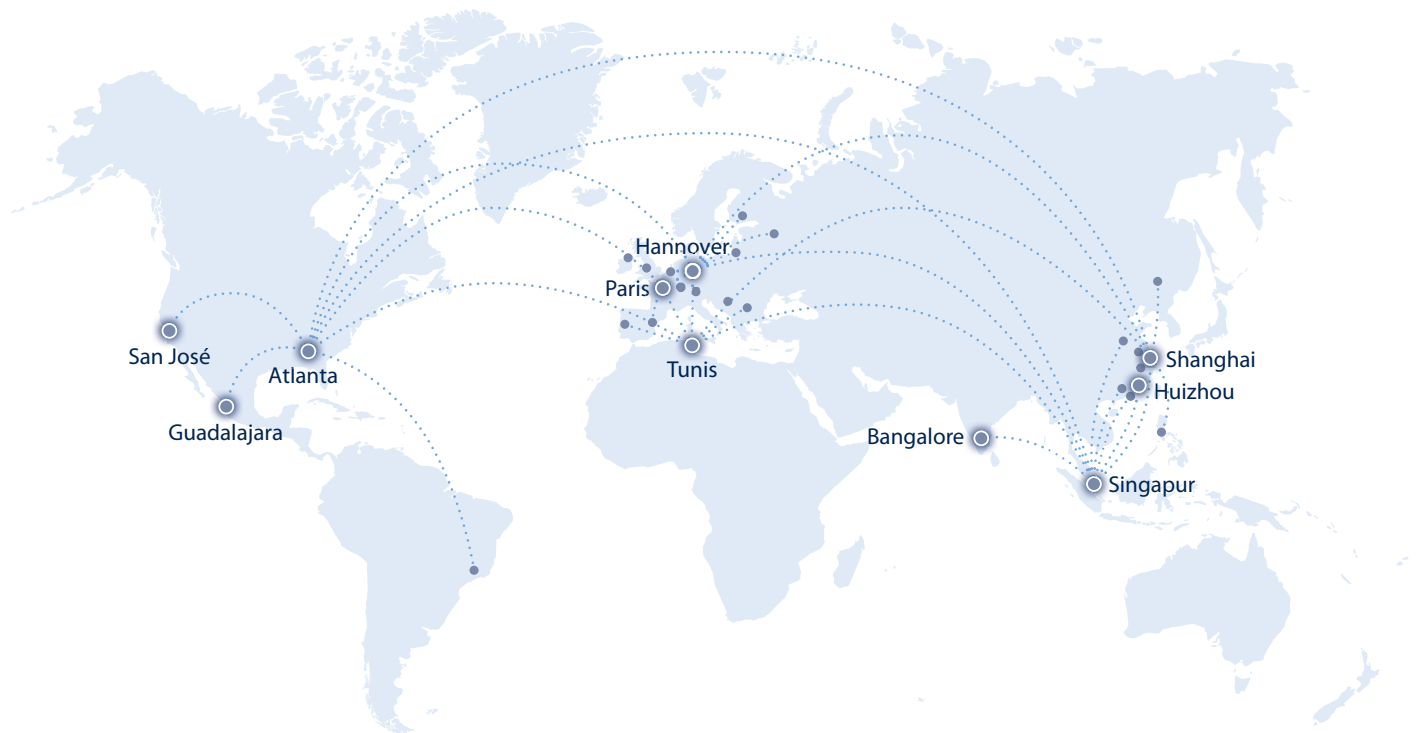 Hannover
Paris
San José
Atlanta
Tunis
Shanghai
Huizhou
Guadalajara
Bangalore
Singapur